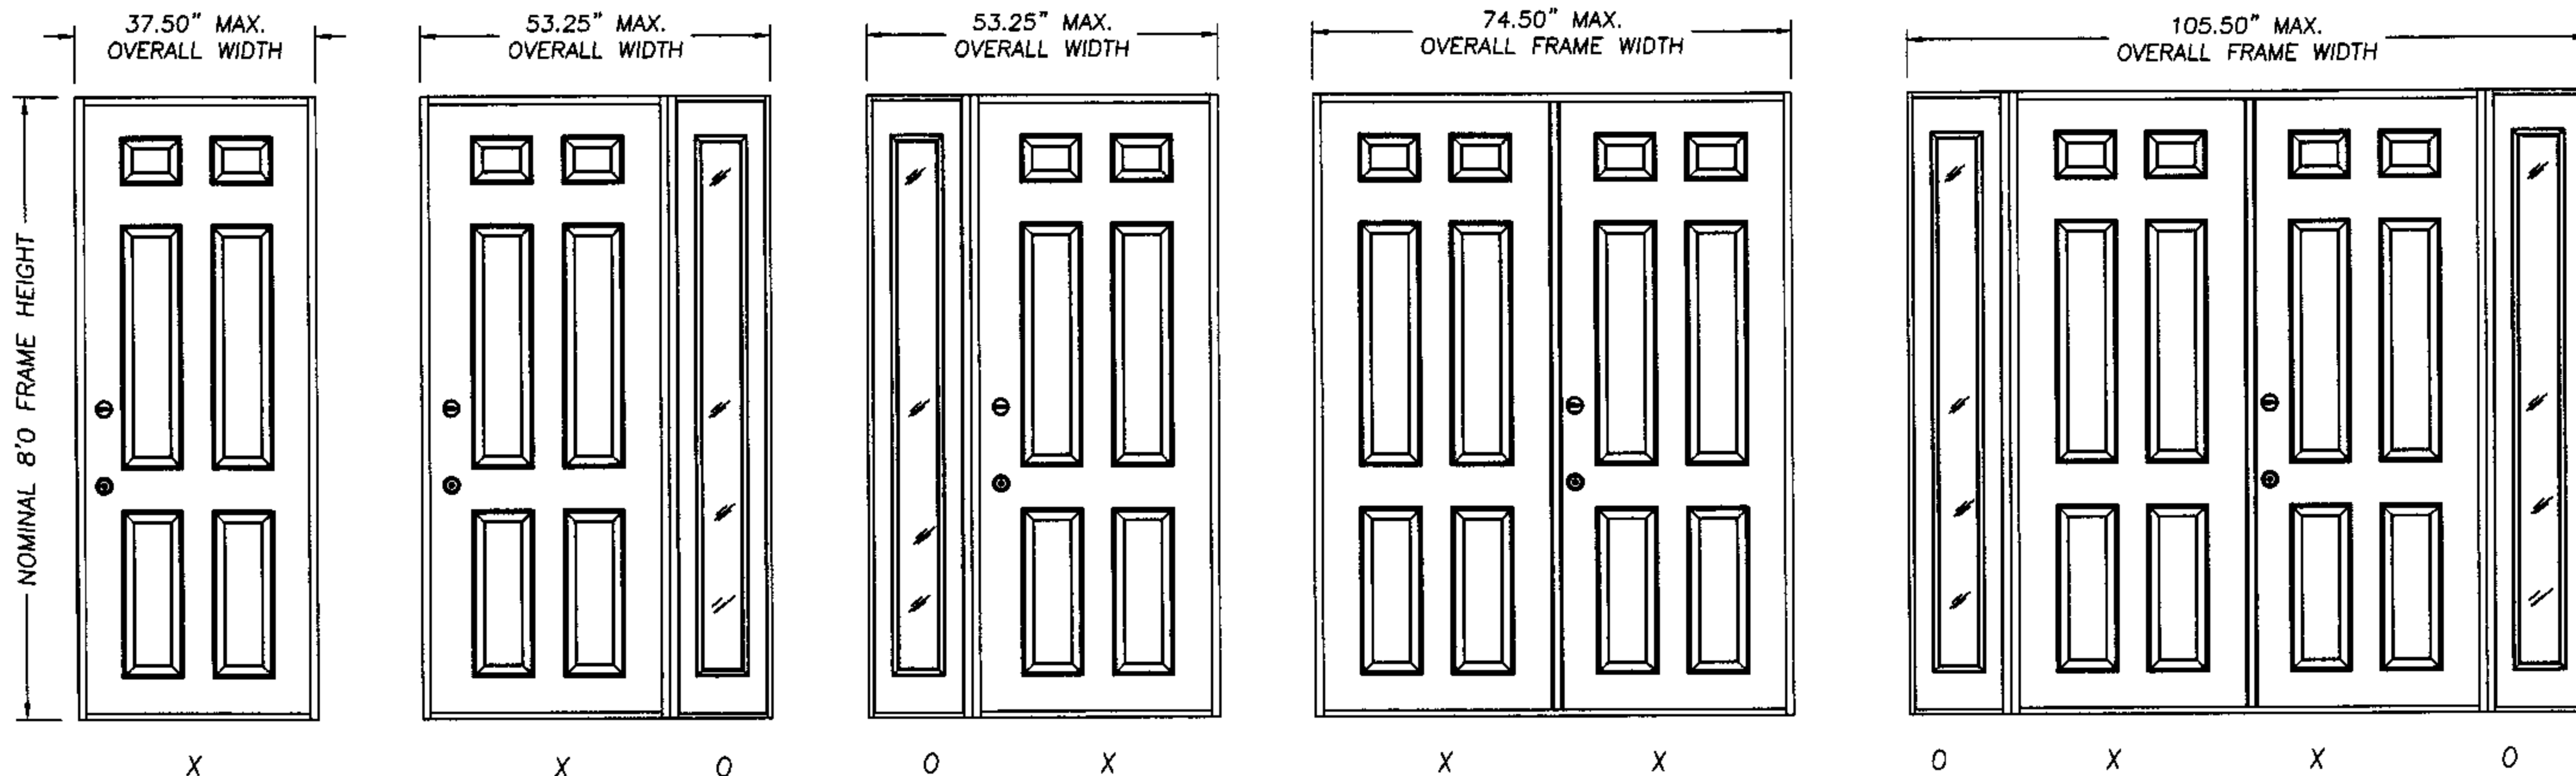 37.50" MAX.
OVERALL WIDTH
53.25" MAX.
OVERALL WIDTH
53.25" MAX.
OVERALL WIDTH
74.50" MAX.
OVERALL FRAME WIDTH
105.50" MAX.
OVERALL FRAME WIDTH
NOMINAL 8'0 FRAME HEIGHT
X
X O
O X
X X
O X X O